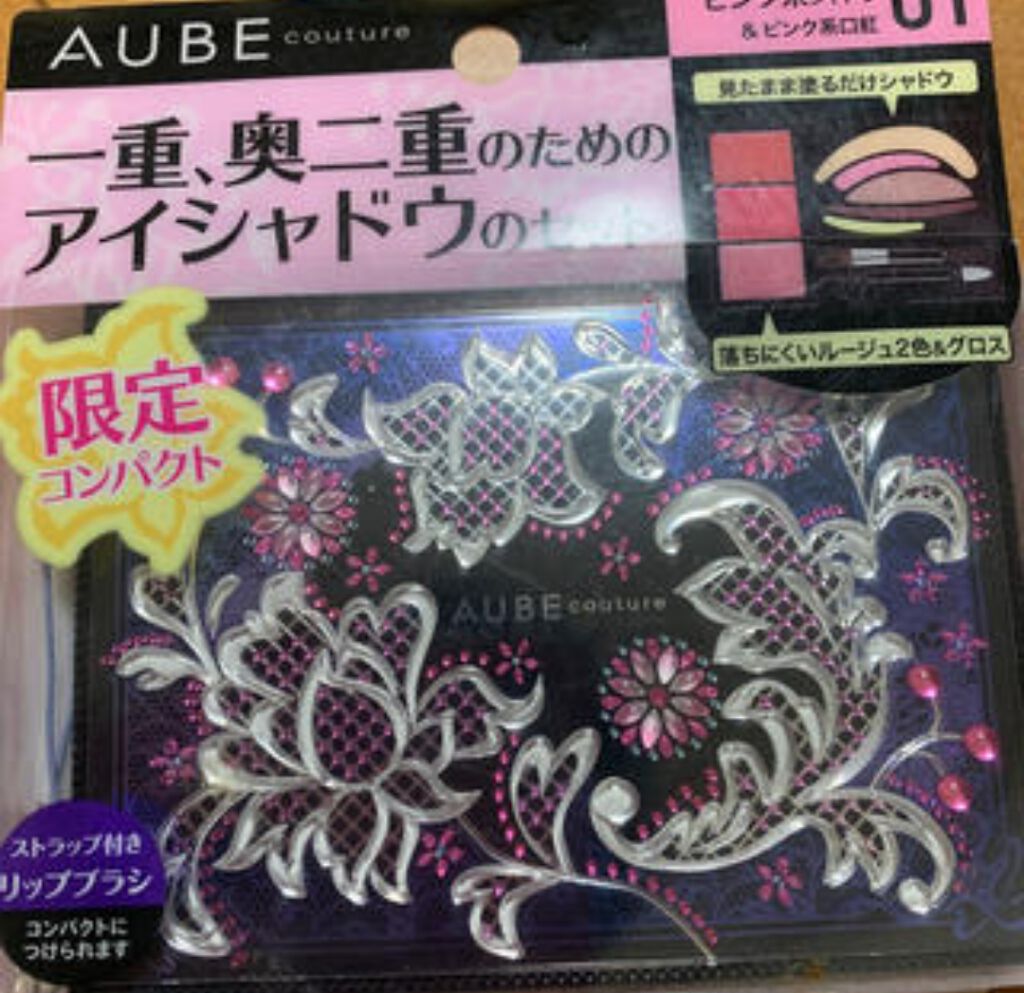 AUBE couture
01
& ピンク系口紅
一重、奥二重のための
アイシャドウのセット
見たまま塗るだけシャドウ
落ちにくいルージュ2色&グロス
限定
コンパクト
AUBE couture
ストラップ付き
リップブラシ
コンパクトに
つけられます